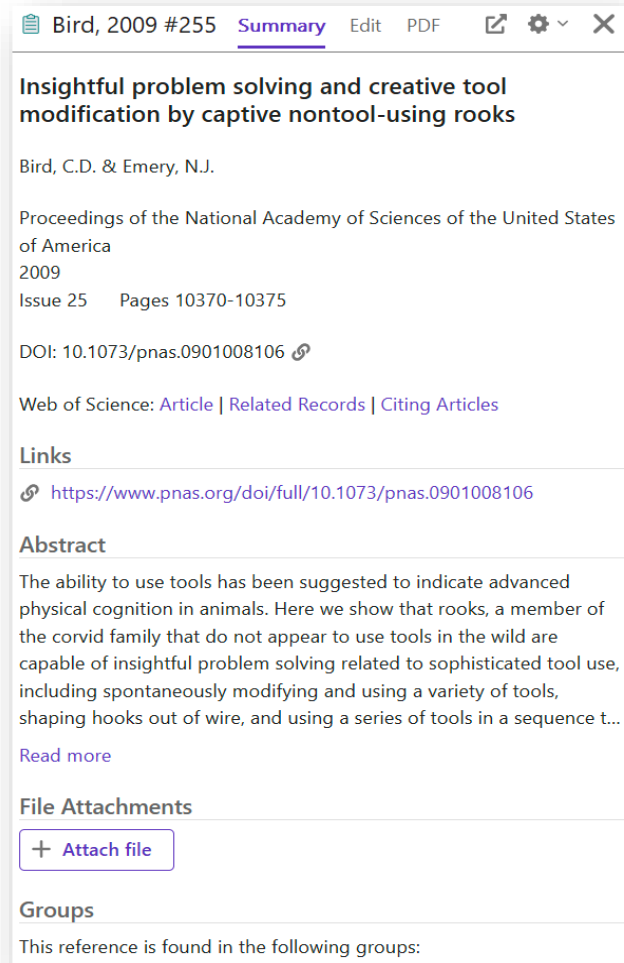 Bird, 2009 #255 Summary Edit PDF
Insightful problem solving and creative tool
modification by captive nontool-using rooks
Bird, C.D. & Emery, N.J.
Proceedings of the National Academy of Sciences of the United States
of America
2009
Issue 25 Pages 10370-10375
DOI: 10.1073/pnas.0901008106
Web of Science: Article | Related Records | Citing Articles
Links
https://www.pnas.org/doi/full/10.1073/pnas.0901008106
Abstract
The ability to use tools has been suggested to indicate advanced
physical cognition in animals. Here we show that rooks, a member of
the corvid family that do not appear to use tools in the wild are
capable of insightful problem solving related to sophisticated tool use,
including spontaneously modifying and using a variety of tools,
shaping hooks out of wire, and using a series of tools in a sequence t...
Read more
File Attachments
+ Attach file
Groups
This reference is found in the following groups: